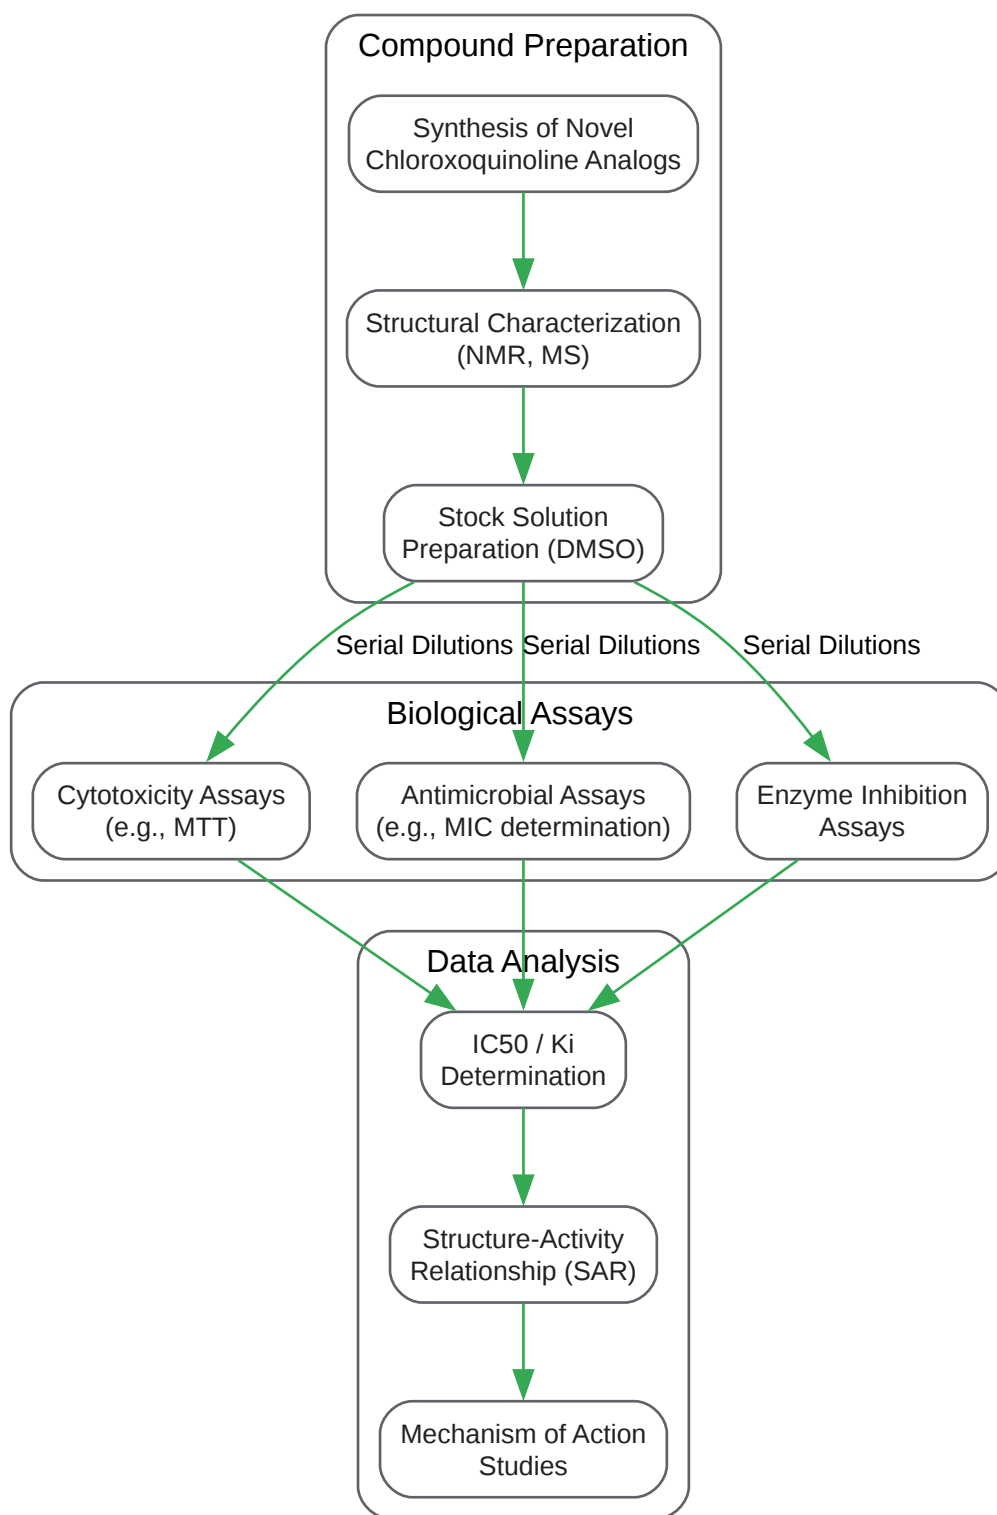 Compound Preparation
Synthesis of Novel
Chloroxoquinoline Analogs
Structural Characterization
(NMR, MS)
Stock Solution
Preparation (DMSO)
Serial Dilutions
Serial Dilutions
Serial Dilutions
Biological Assays
Cytotoxicity Assays
(e.g., MTT)
Antimicrobial Assays
(e.g., MIC determination)
Enzyme Inhibition
Assays
Data Analysis
IC50 / Ki
Determination
Structure-Activity
Relationship (SAR)
Mechanism of Action
Studies